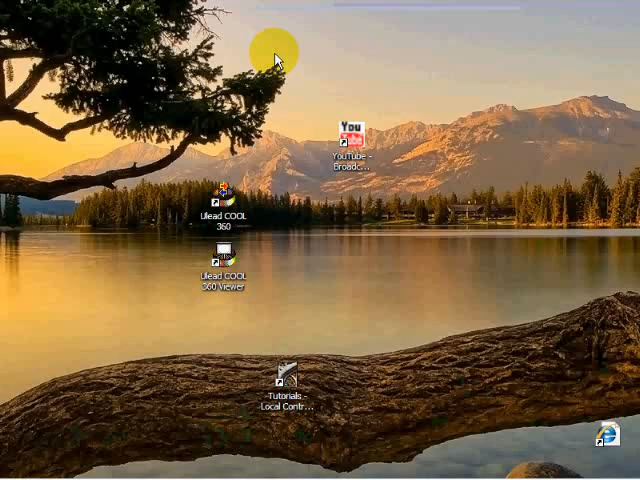 You
Tube
YouTube -
Broadc...
Ulead COOL
360
Ulead COOL
360 Viewer
Tutorials -
Local Contr...